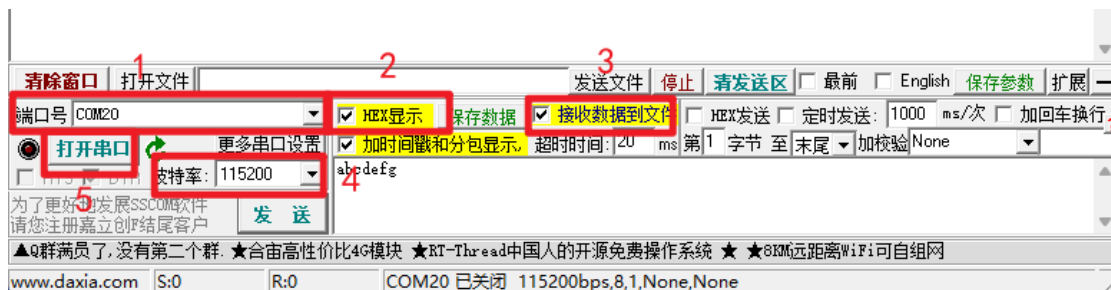 1 2 3
清除窗口 打开文件 发送文件 停止 清发送区 最前 English 保存参数 扩展 —
端口号 COM20 HEX显示 保存数据 接收数据到文件 HEX发送 定时发送: 1000 ms/次 加回车换行
打开串口 更多串口设置 加时间戳和分包显示, 超时时间: 20 ms 第 1 字节 至 末尾 加校验 None
波特率: 115200 4 abcdefg
5
为了更好地发展SSCOM软件
请您注册嘉立创F结尾客户 发 送
▲Q群满员了,没有第二个群. ★合宙高性价比4G模块 ★RT-Thread中国人的开源免费操作系统 ★ ★8KM远距离WiFi可自组网
www.daxia.com S:0 R:0 COM20 已关闭 115200bps,8,1,None,None